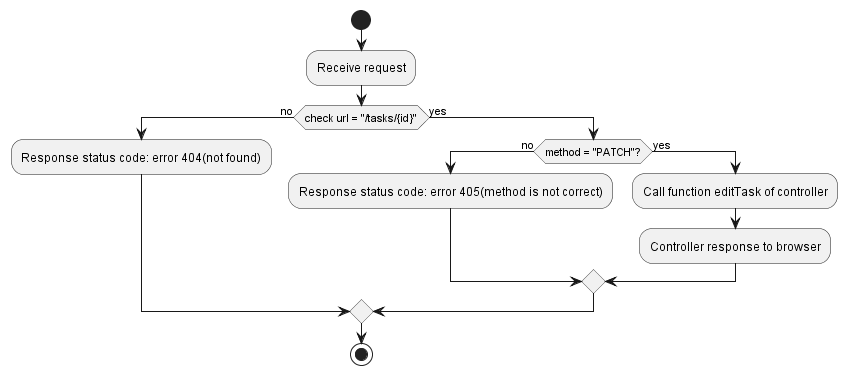 Receive request
no
check url = "/tasks/{id}"
yes
Response status code: error 404(not found)
no
method = "PATCH"?
yes
Response status code: error 405(method is not correct)
Call function editTask of controller
Controller response to browser